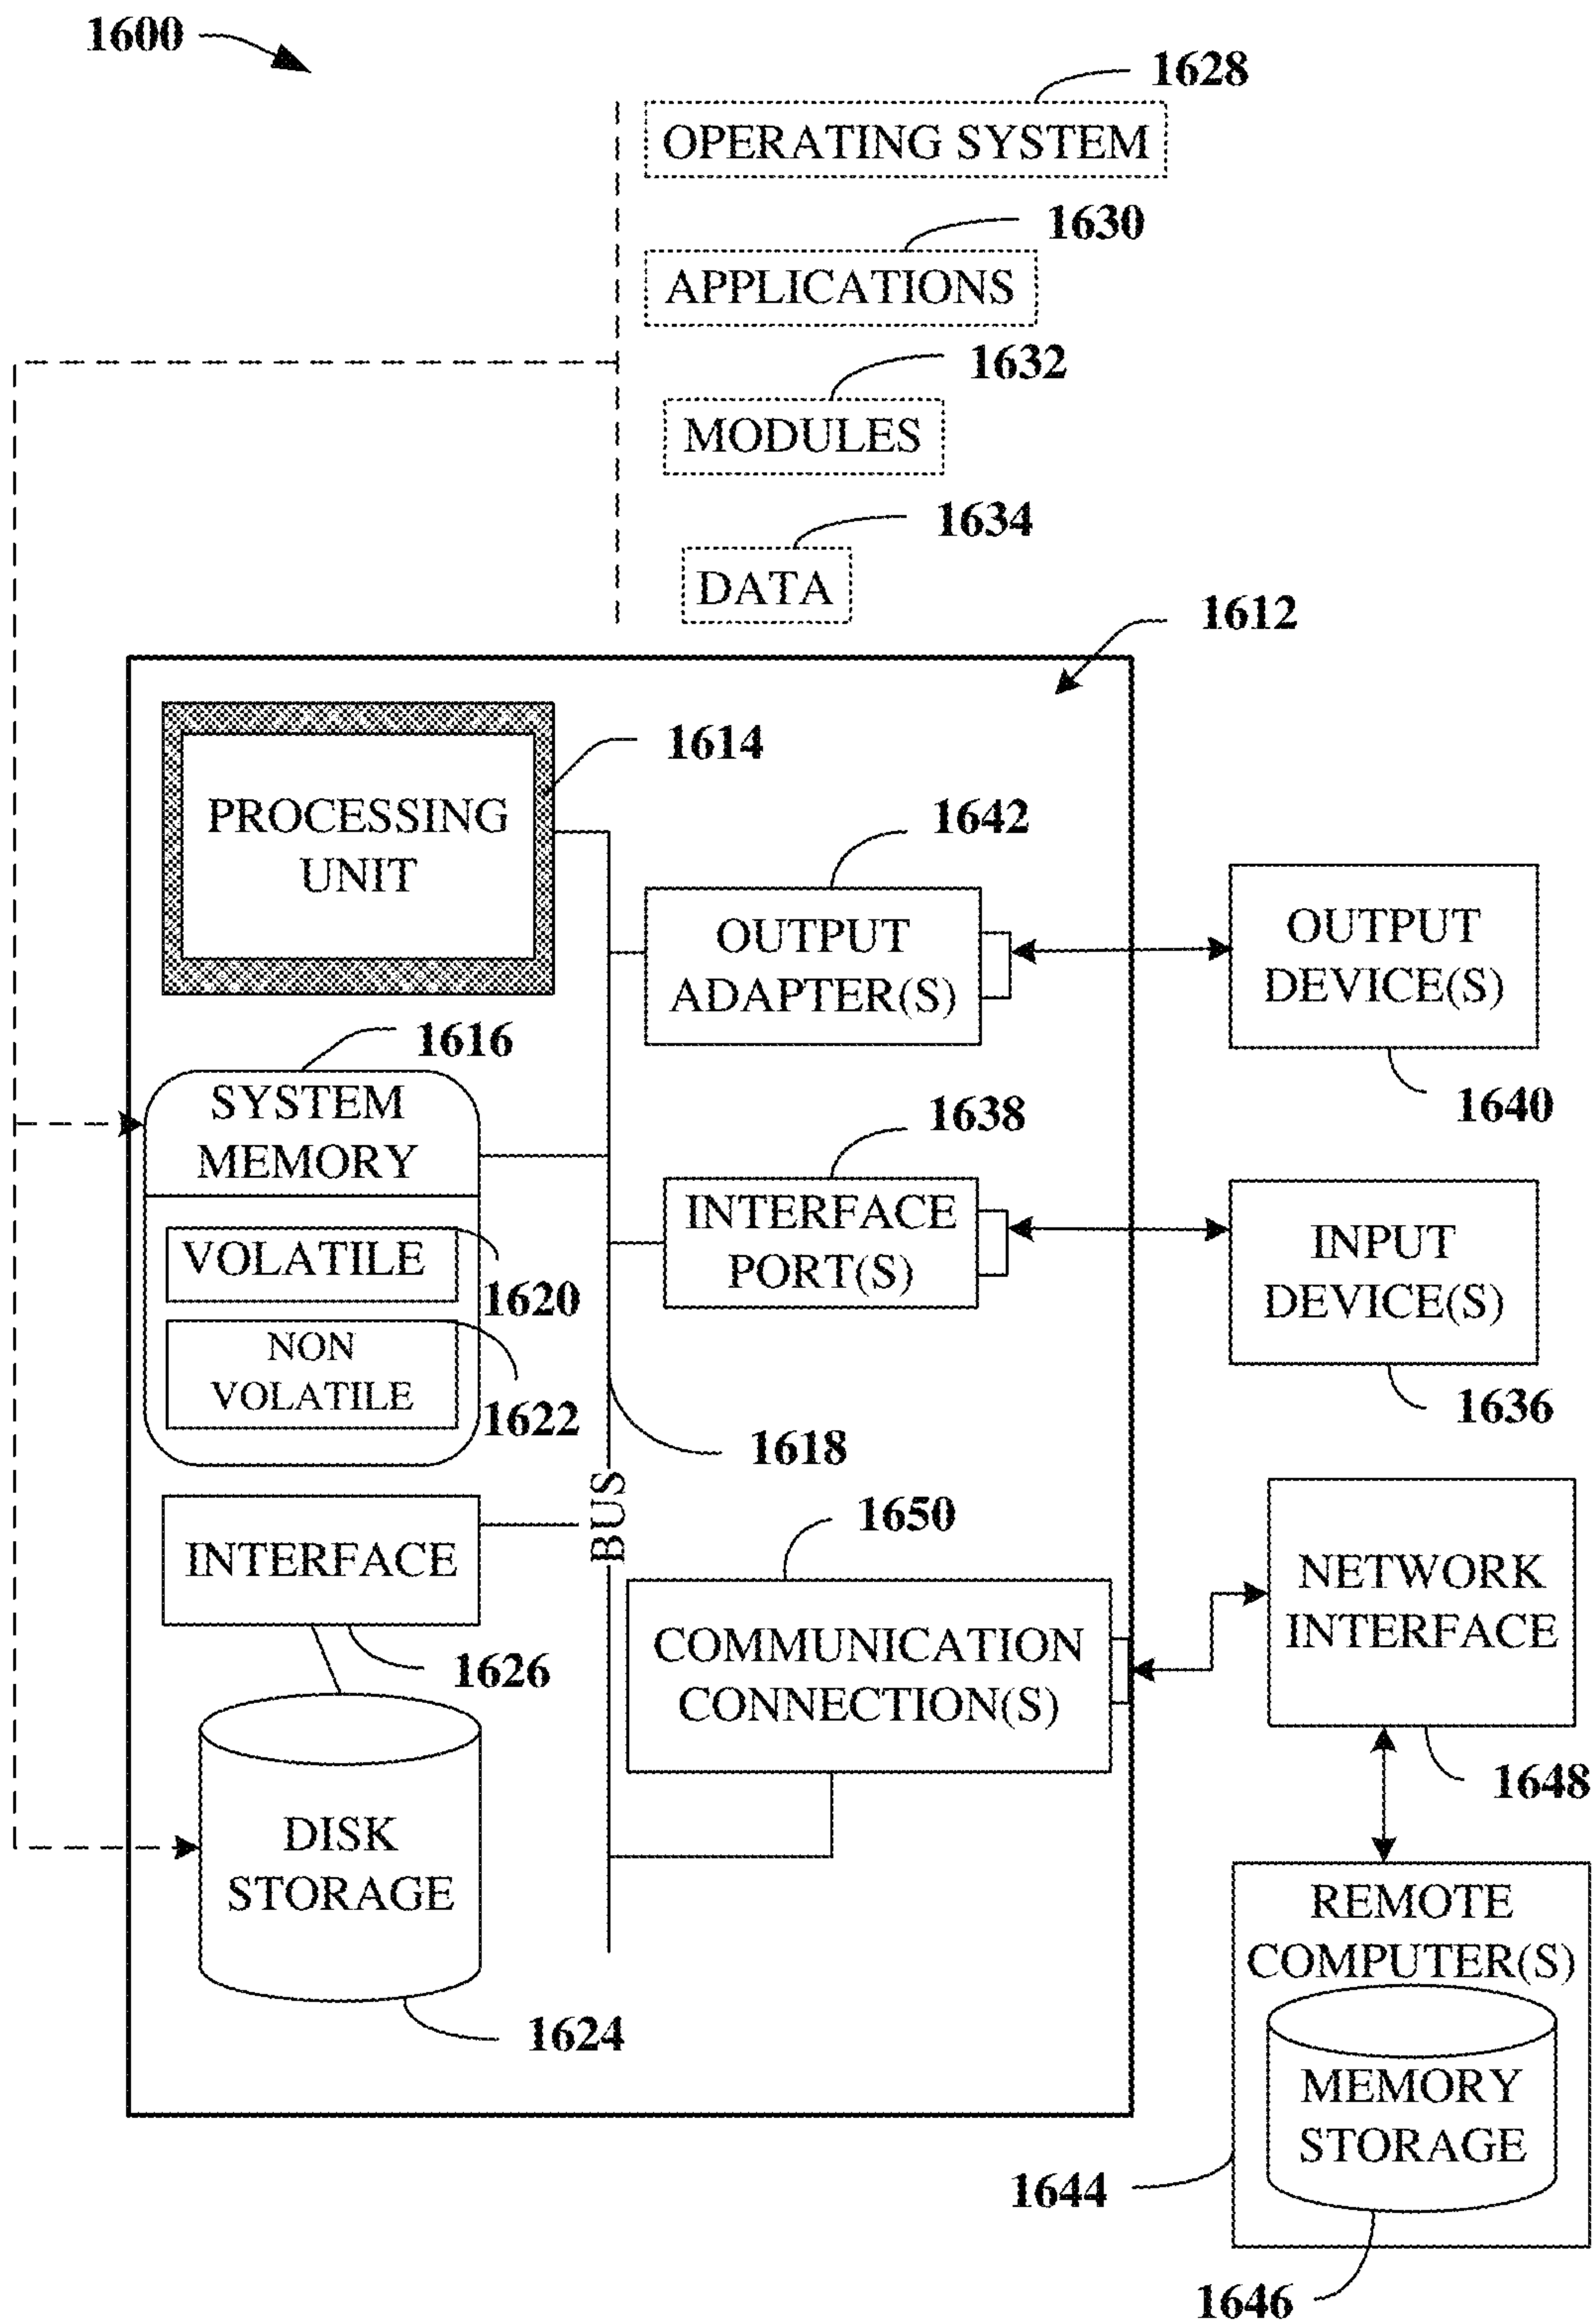 1600
1628
OPERATING SYSTEM
1630
APPLICATIONS
1632
MODULES
1634
DATA
1612
1614
PROCESSING
UNIT
1642
OUTPUT
ADAPTER(S)
OUTPUT
DEVICE(S)
1640
1616
SYSTEM
MEMORY
VOLATILE
1620
NON
VOLATILE
1622
1638
INTERFACE
PORT(S)
INPUT
DEVICE(S)
1636
1618
BUS
INTERFACE
1626
1650
COMMUNICATION
CONNECTION(S)
NETWORK
INTERFACE
1648
DISK
STORAGE
1624
REMOTE
COMPUTER(S)
MEMORY
STORAGE
1644
1646